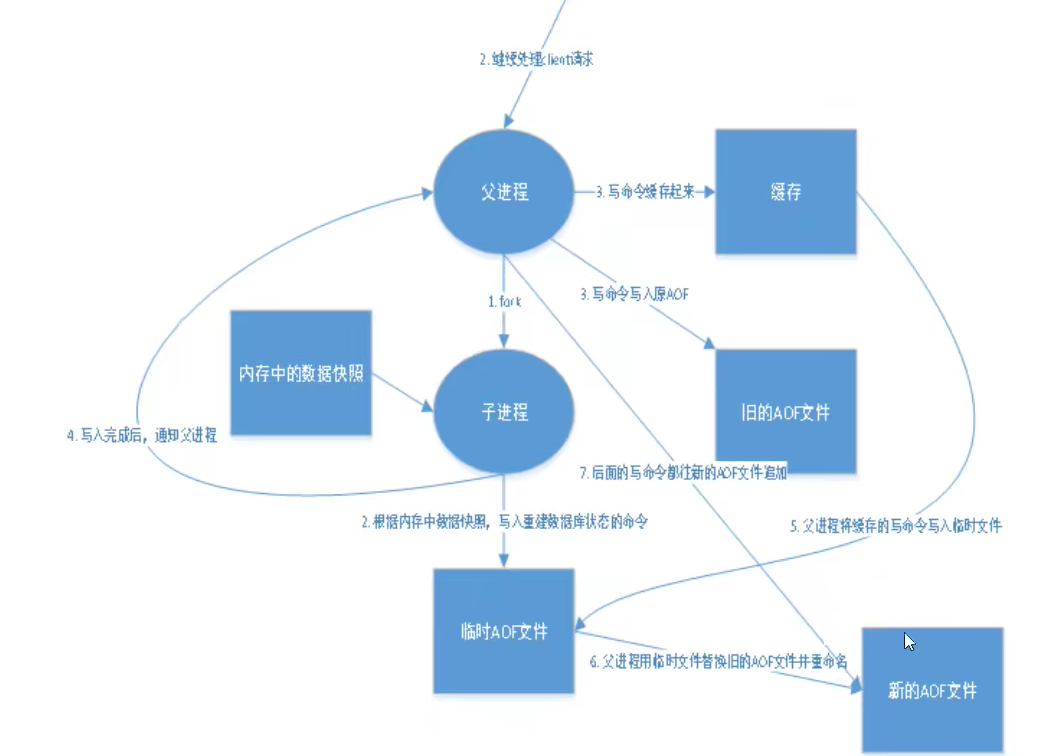 2.继续处理client请求
父进程
3.写命令缓存起来
缓存
1.fork
3.写命令写入原AOF
内存中的数据快照
子进程
旧的AOF文件
4.写入完成后，通知父进程
7.后面的写命令都往新的AOF文件追加
2.根据内存中数据快照，写入重建数据库状态的命令
5.父进程将缓存的写命令写入临时文件
临时AOF文件
6.父进程用临时文件替换旧的AOF文件并重命名
新的AOF文件